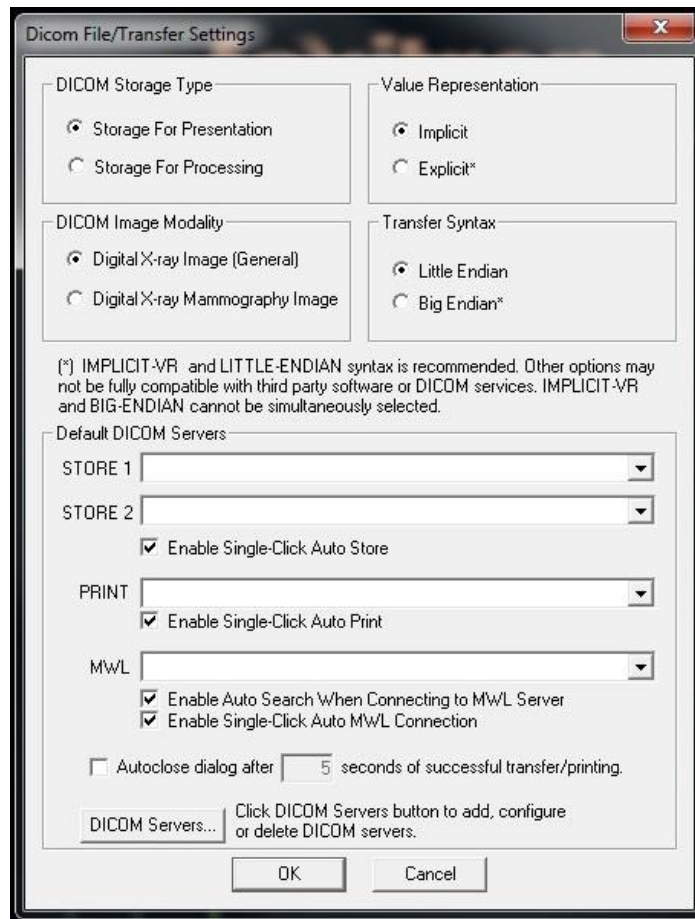 Dicom File/Transfer Settings
DICOM Storage Type
Storage For Presentation
Storage For Processing
Value Representation
Implicit
Explicit*
DICOM Image Modality
Digital X-ray Image (General)
Digital X-ray Mammography Image
Transfer Syntax
Little Endian
Big Endian*
(*) IMPLICIT-VR and LITTLE-ENDIAN syntax is recommended. Other options may
not be fully compatible with third party software or DICOM services. IMPLICIT-VR
and BIG-ENDIAN cannot be simultaneously selected.
Default DICOM Servers
STORE 1
STORE 2
Enable Single-Click Auto Store
PRINT
Enable Single-Click Auto Print
MWL
Enable Auto Search When Connecting to MWL Server
Enable Single-Click Auto MWL Connection
Autoclose dialog after 5 seconds of successful transfer/printing.
DICOM Servers...
Click DICOM Servers button to add, configure
or delete DICOM servers.
OK
Cancel